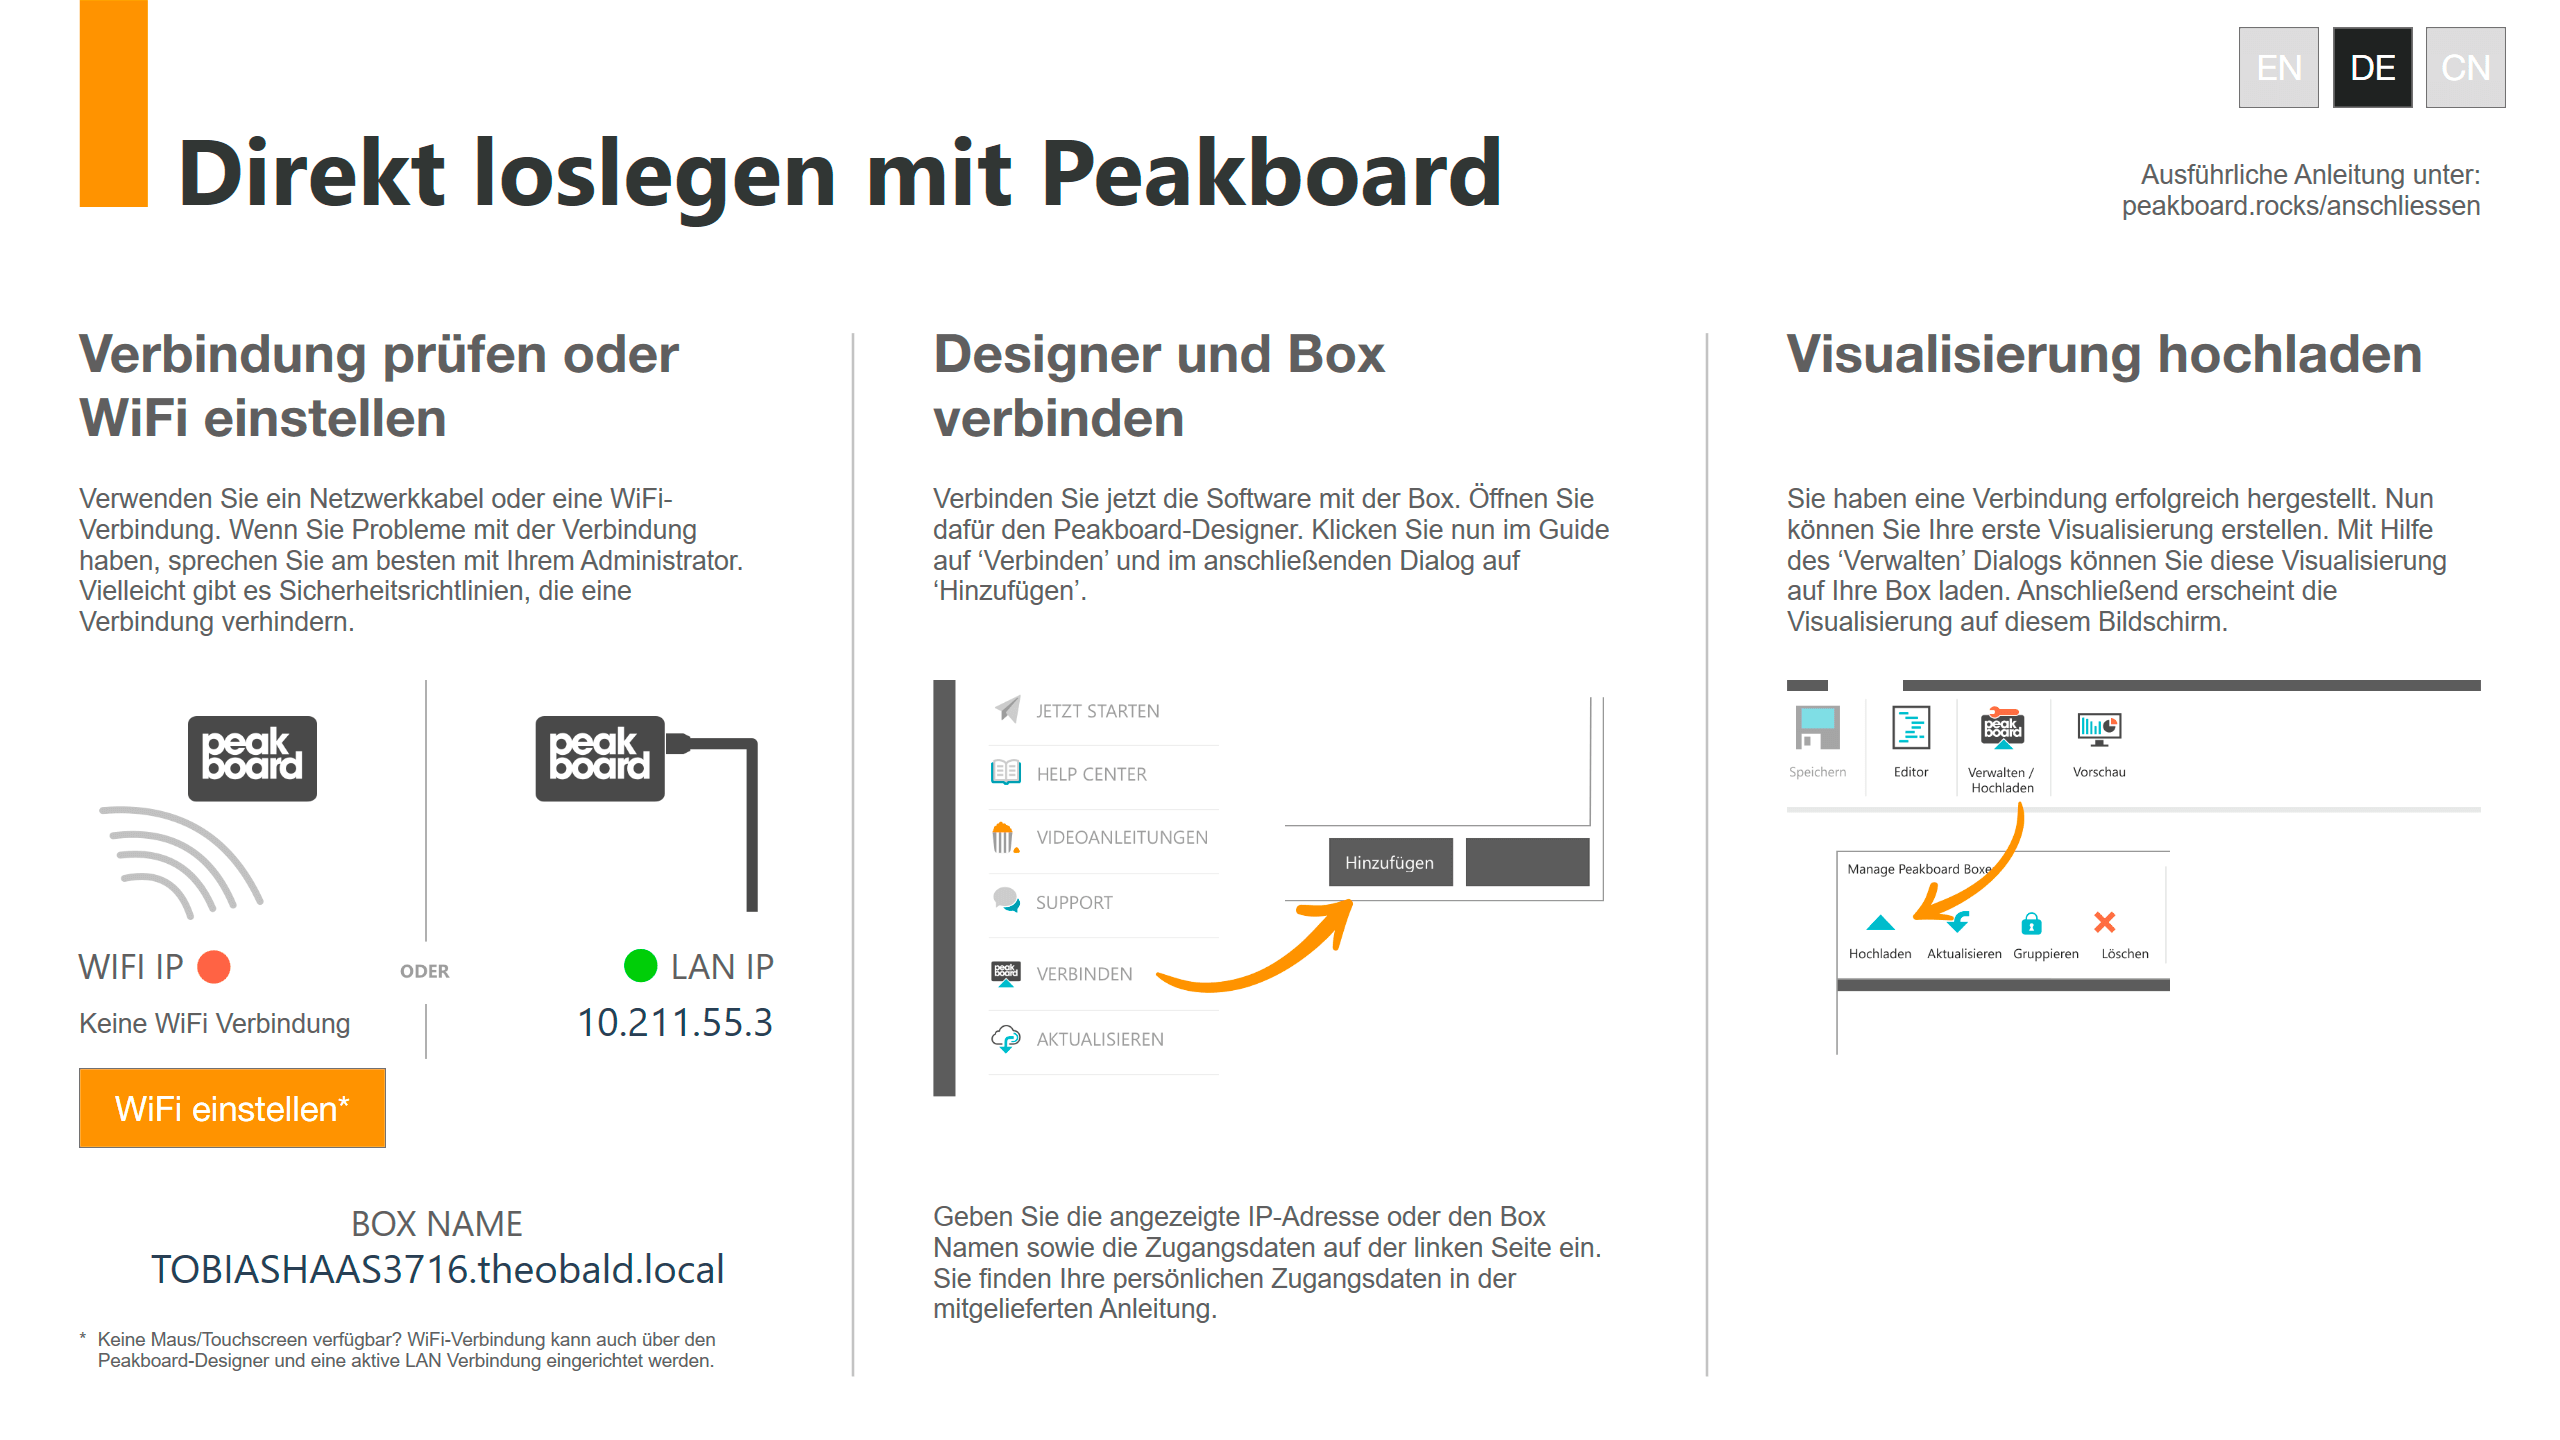 EN DE CN
Direkt loslegen mit Peakboard
Ausführliche Anleitung unter:
peakboard.rocks/anschliessen
Verbindung prüfen oder
WiFi einstellen
Verwenden Sie ein Netzwerkkabel oder eine WiFi-
Verbindung. Wenn Sie Probleme mit der Verbindung
haben, sprechen Sie am besten mit Ihrem Administrator.
Vielleicht gibt es Sicherheitsrichtlinien, die eine
Verbindung verhindern.
peak
board
peak
board
WIFI IP
ODER
LAN IP
Keine WiFi Verbindung
10.211.55.3
WiFi einstellen*
BOX NAME
TOBIASHAAS3716.theobald.local
* Keine Maus/Touchscreen verfügbar? WiFi-Verbindung kann auch über den
Peakboard-Designer und eine aktive LAN Verbindung eingerichtet werden.
Designer und Box
verbinden
Verbinden Sie jetzt die Software mit der Box. Öffnen Sie
dafür den Peakboard-Designer. Klicken Sie nun im Guide
auf ‘Verbinden’ und im anschließenden Dialog auf
‘Hinzufügen’.
JETZT STARTEN
HELP CENTER
VIDEOANLEITUNGEN
SUPPORT
peak
board
VERBINDEN
AKTUALISIEREN
Hinzufügen
Geben Sie die angezeigte IP-Adresse oder den Box
Namen sowie die Zugangsdaten auf der linken Seite ein.
Sie finden Ihre persönlichen Zugangsdaten in der
mitgelieferten Anleitung.
Visualisierung hochladen
Sie haben eine Verbindung erfolgreich hergestellt. Nun
können Sie Ihre erste Visualisierung erstellen. Mit Hilfe
des ‘Verwalten’ Dialogs können Sie diese Visualisierung
auf Ihre Box laden. Anschließend erscheint die
Visualisierung auf diesem Bildschirm.
peak
board
Speichern
Editor
Verwalten /
Hochladen
Vorschau
Manage Peakboard Boxe
Hochladen
Aktualisieren
Gruppieren
Löschen